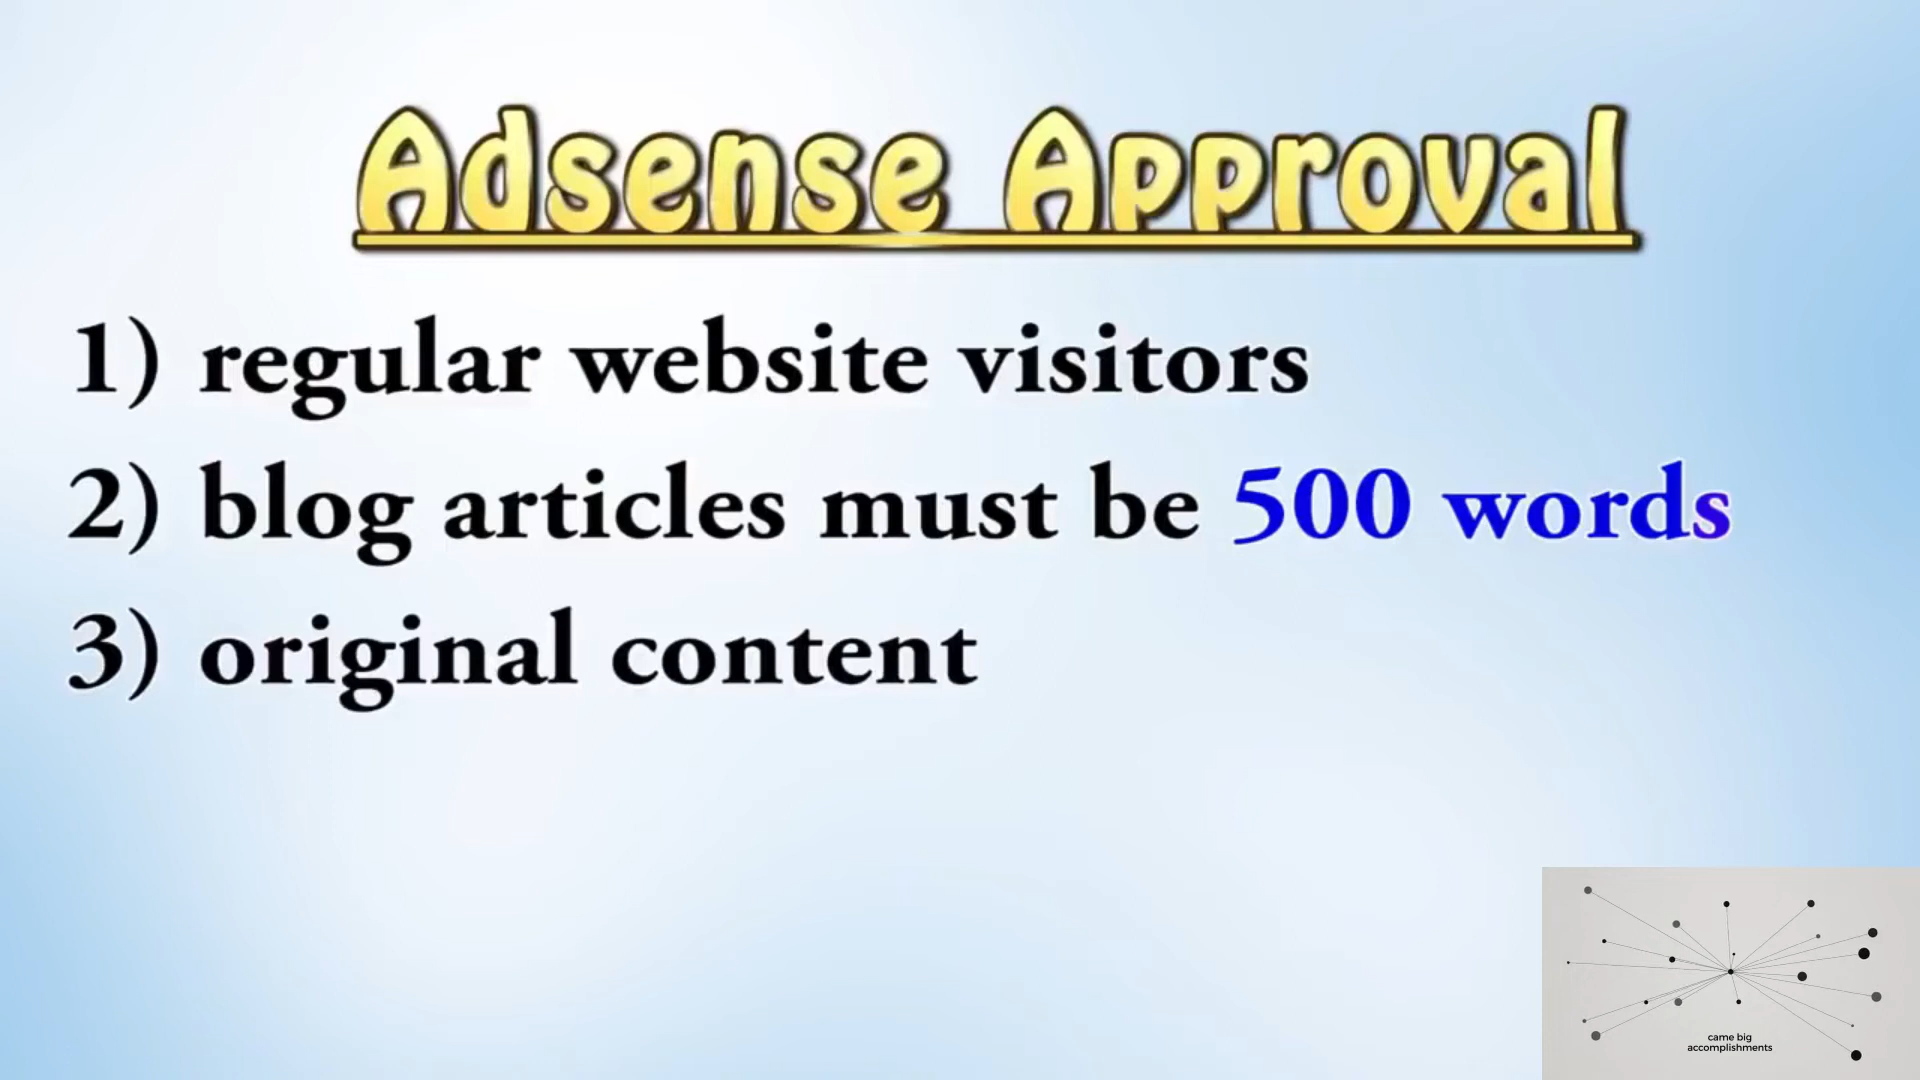 Adsense Approval
1) regular website visitors
2) blog articles must be 500 words
3) original content
came big
accomplishments